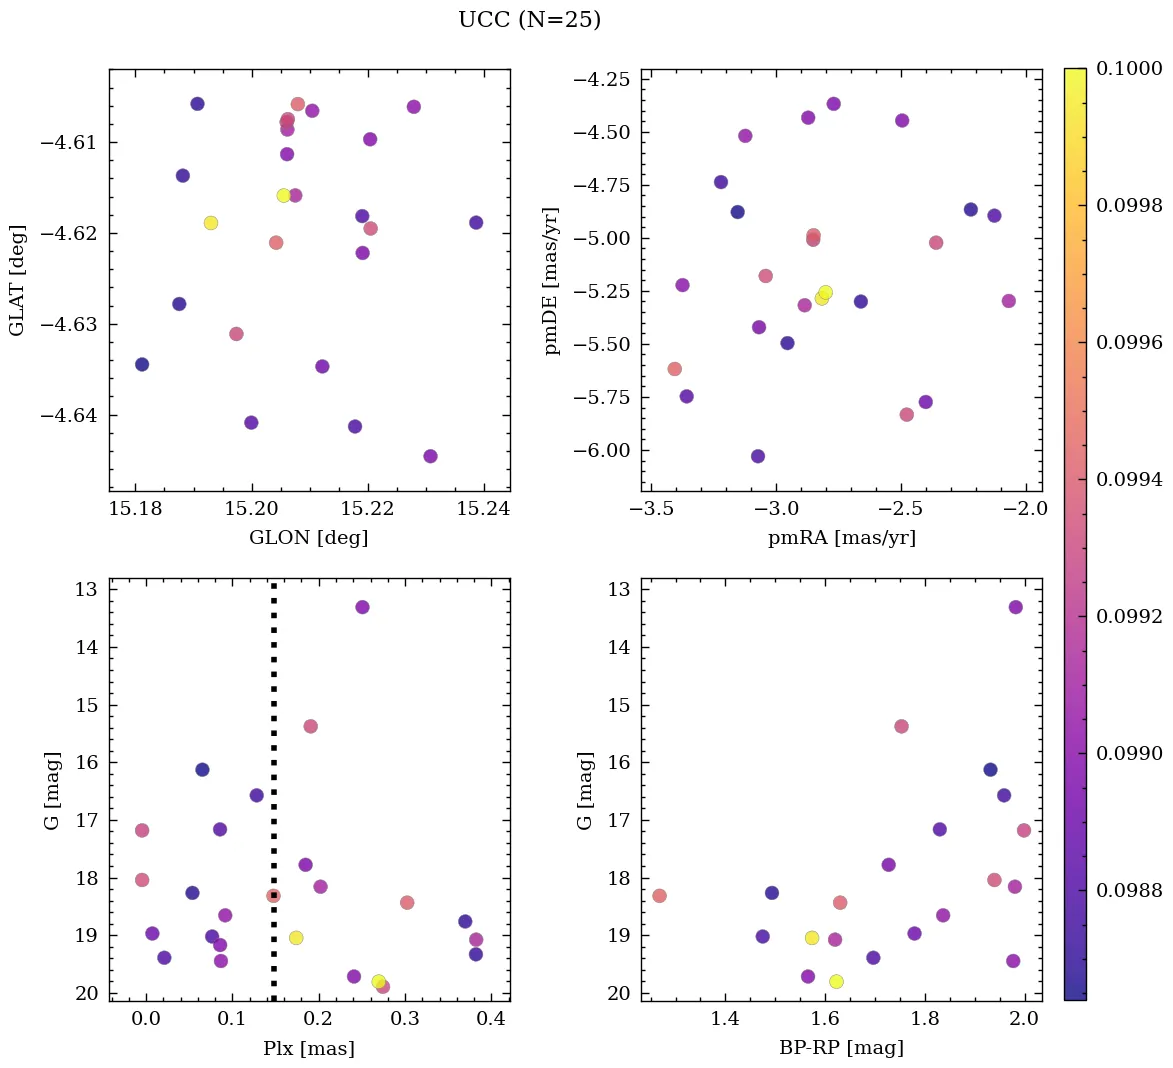 UCC (N=25)
−4.61
−4.62
−4.63
−4.64
GLAT [deg]
15.18 15.20 15.22 15.24
GLON [deg]
−4.25
−4.50
−4.75
−5.00
−5.25
−5.50
−5.75
−6.00
pmDE [mas/yr]
−3.5 −3.0 −2.5 −2.0
pmRA [mas/yr]
13
14
15
16
17
18
19
20
G [mag]
0.0 0.1 0.2 0.3 0.4
Plx [mas]
13
14
15
16
17
18
19
20
G [mag]
1.4 1.6 1.8 2.0
BP-RP [mag]
0.1000
0.0998
0.0996
0.0994
0.0992
0.0990
0.0988